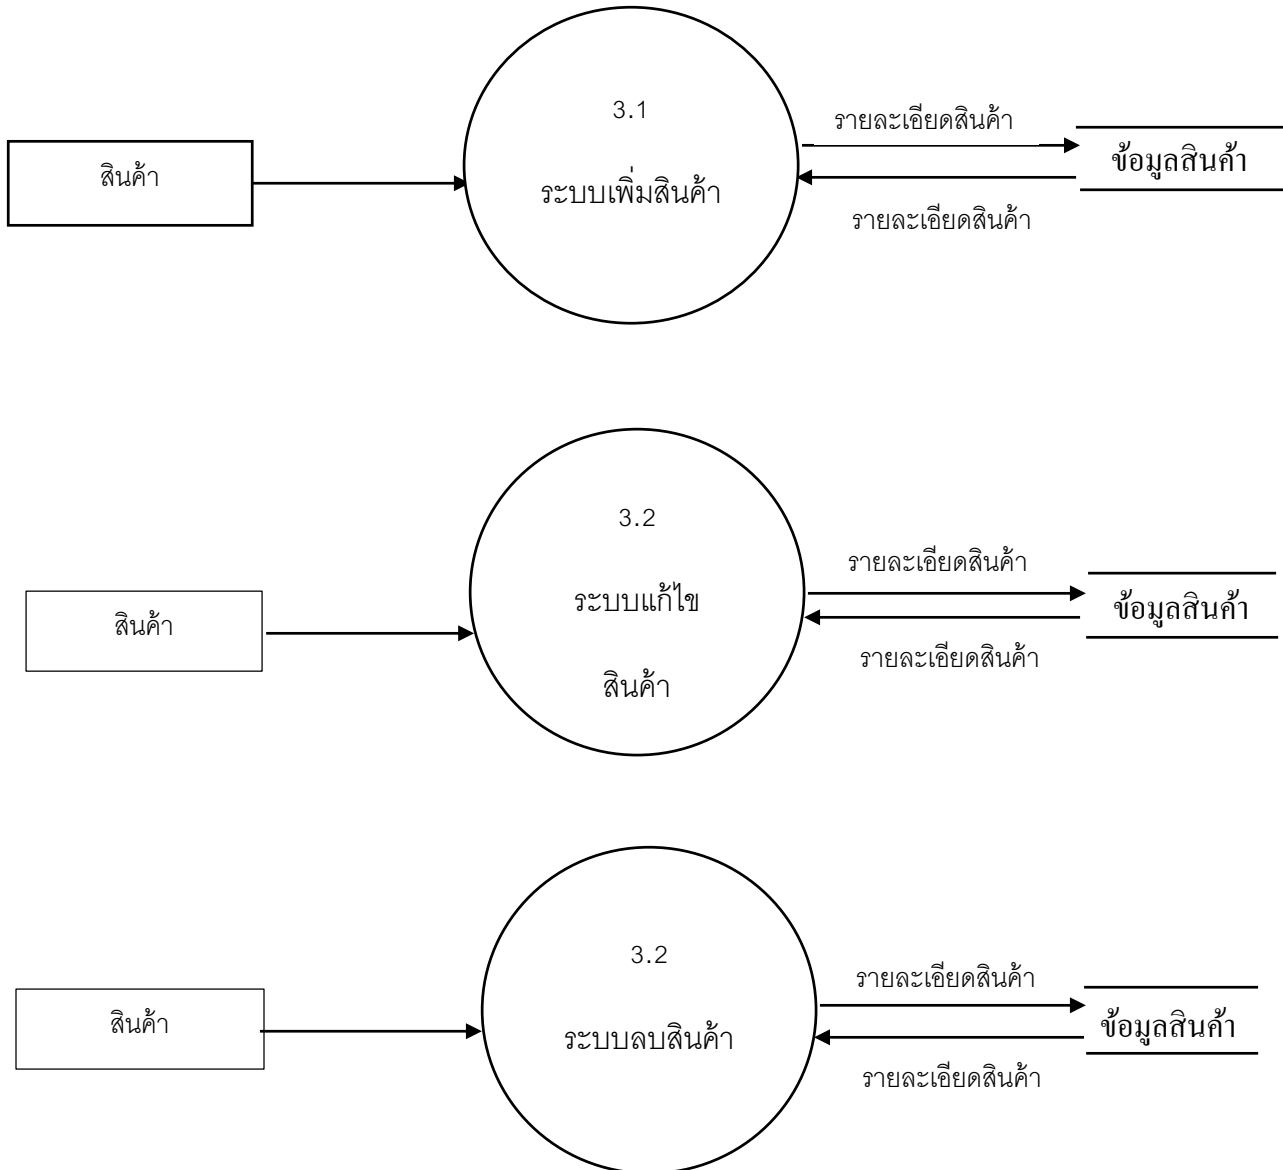 3.1
รายละเอียดสินค้า
สินค้า
ระบบเพิ่มสินค้า
ข้อมูลสินค้า
รายละเอียดสินค้า
3.2
รายละเอียดสินค้า
สินค้า
ระบบแก้ไข
สินค้า
ข้อมูลสินค้า
รายละเอียดสินค้า
3.2
รายละเอียดสินค้า
สินค้า
ระบบลบสินค้า
ข้อมูลสินค้า
รายละเอียดสินค้า